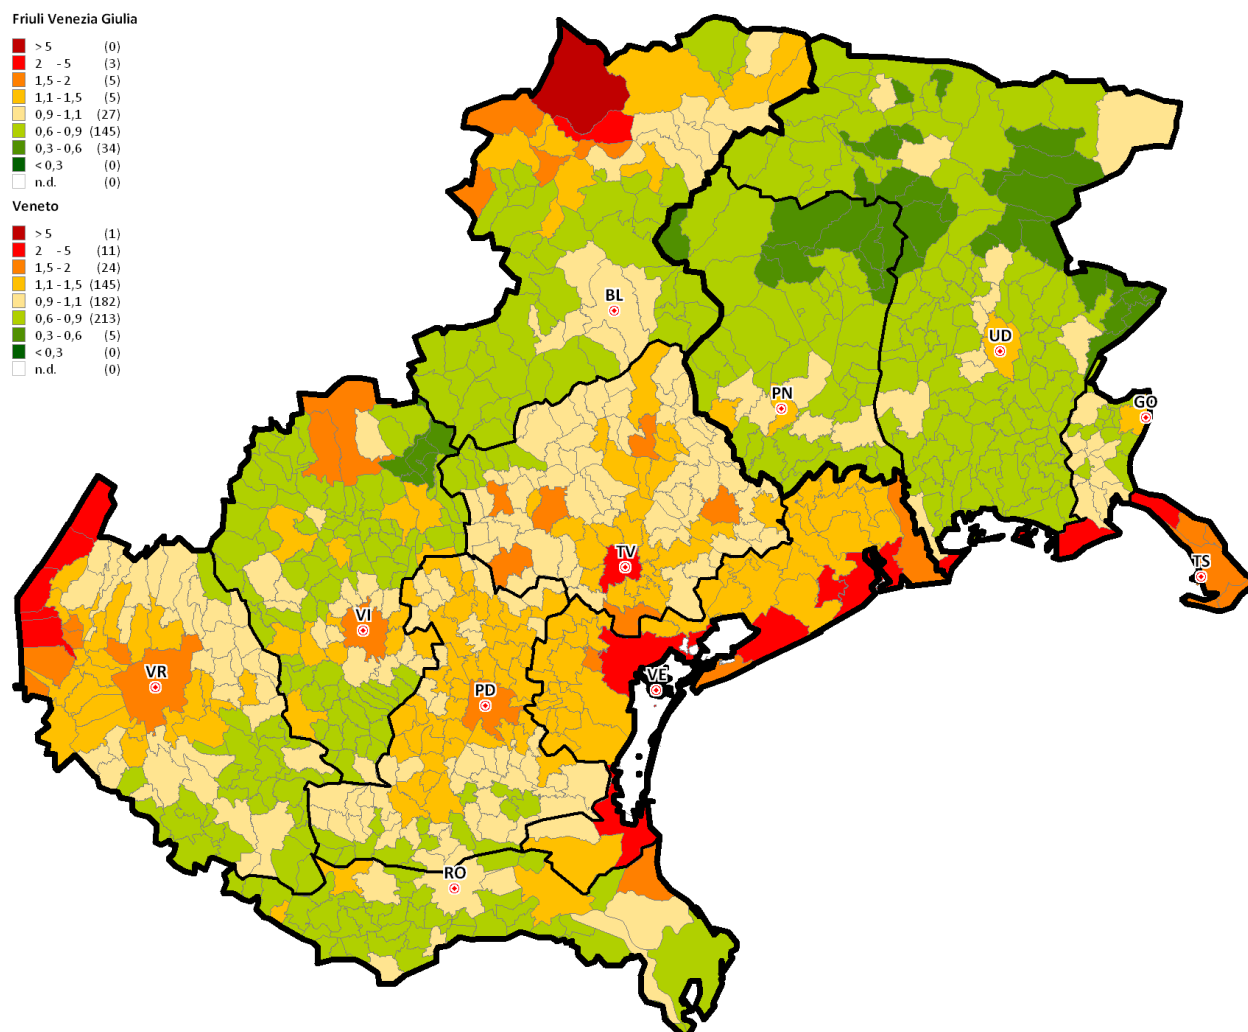 Friuli Venezia Giulia
> 5 (0)
2 - 5 (3)
1,5 - 2 (5)
1,1 - 1,5 (5)
0,9 - 1,1 (27)
0,6 - 0,9 (145)
0,3 - 0,6 (34)
< 0,3 (0)
n.d. (0)
Veneto
> 5 (1)
2 - 5 (11)
1,5 - 2 (24)
1,1 - 1,5 (145)
0,9 - 1,1 (182)
0,6 - 0,9 (213)
0,3 - 0,6 (5)
< 0,3 (0)
n.d. (0)
BL
UD
PN
GO
TV
TS
VI
VR
VE
PD
RO